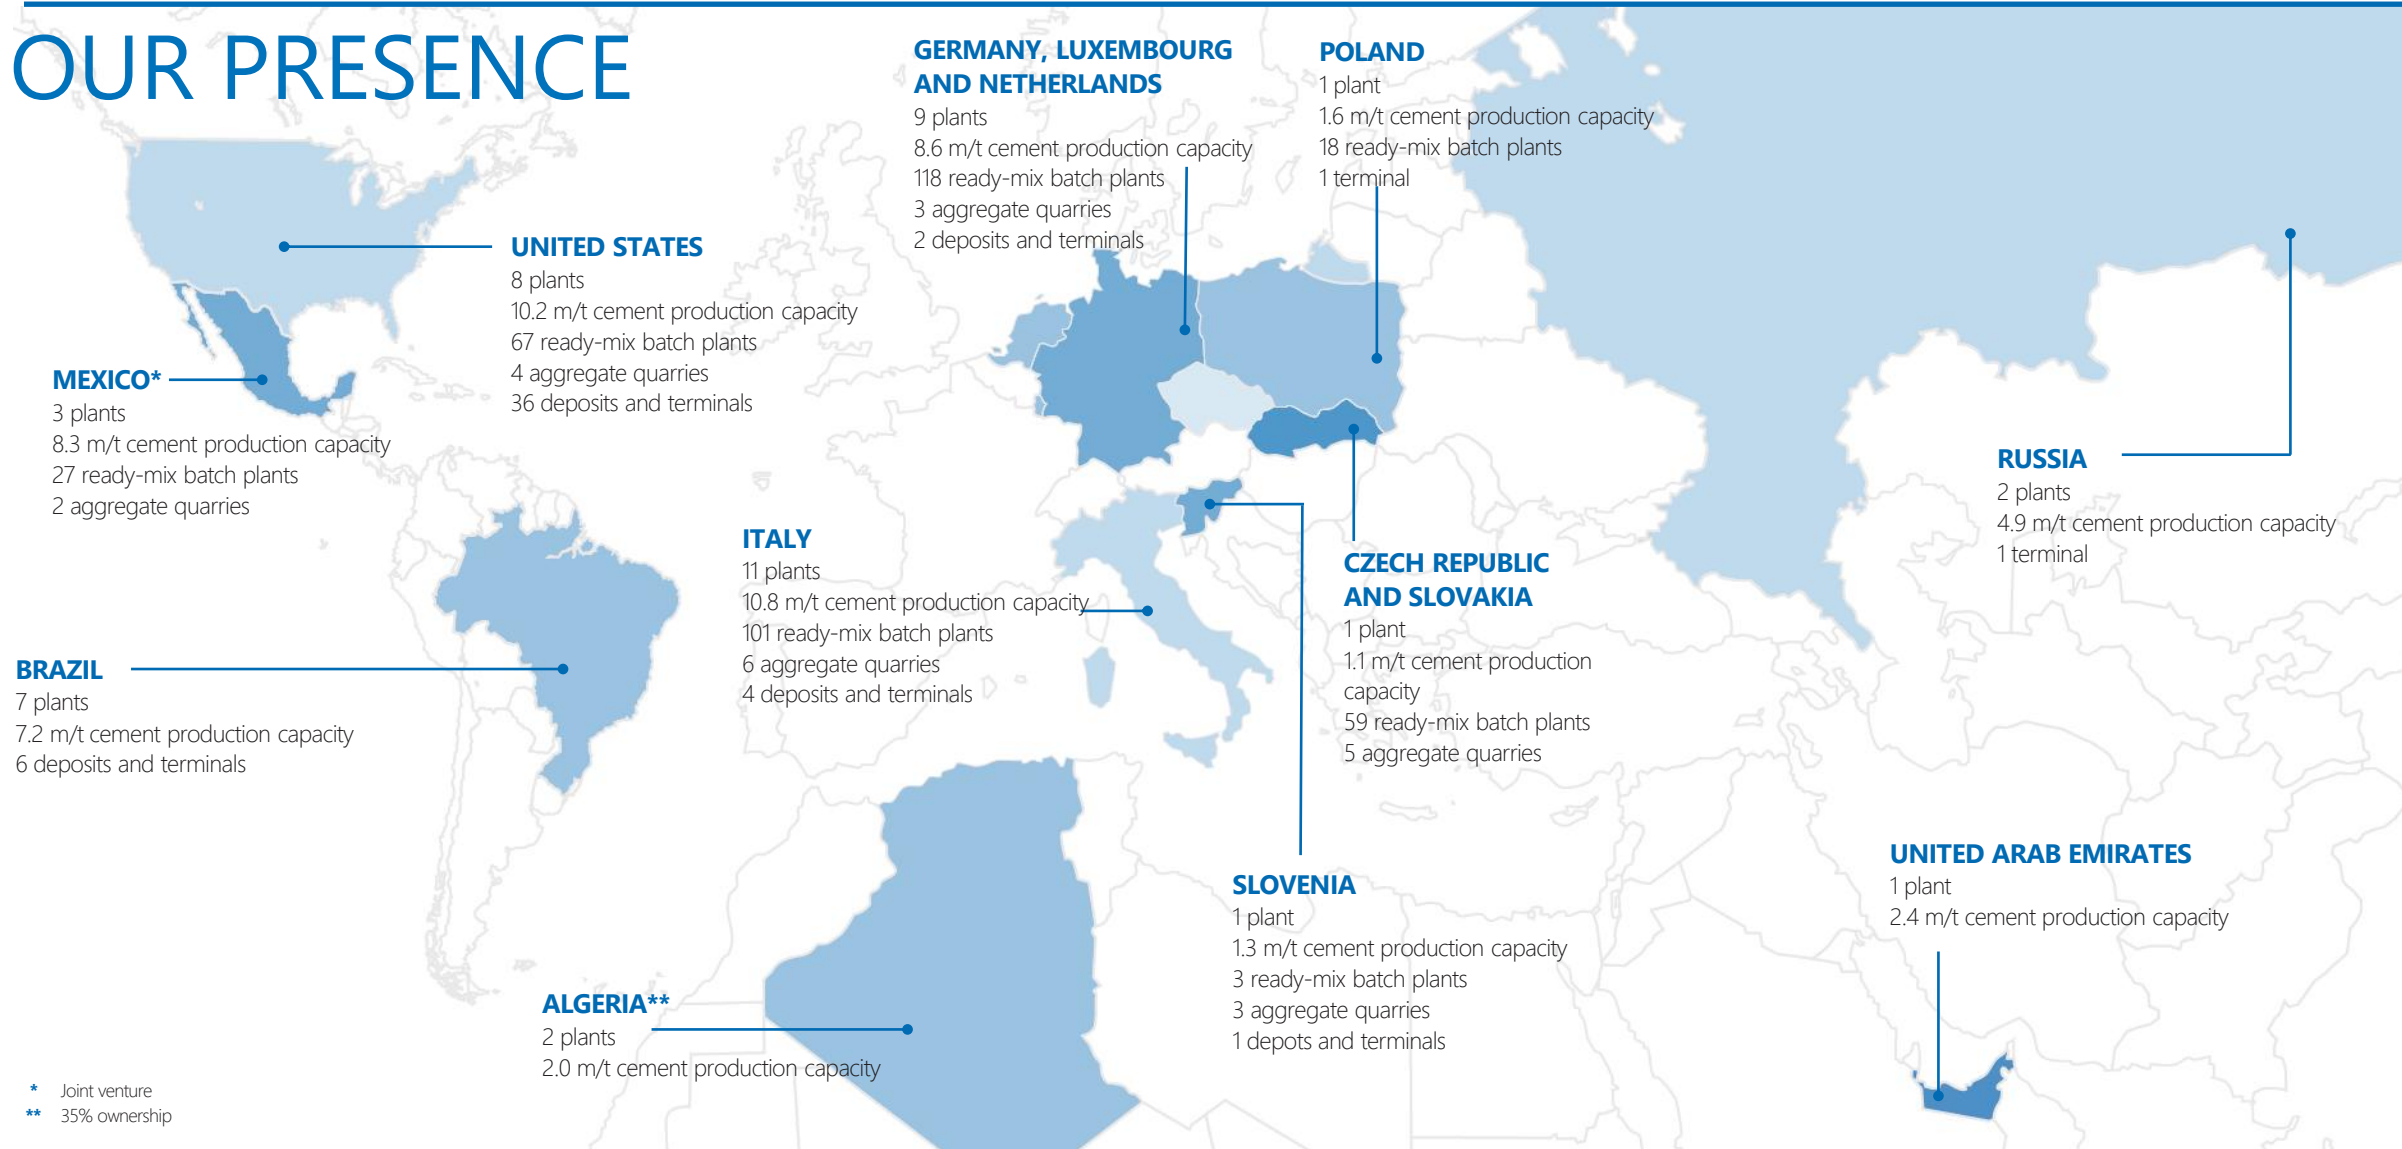 OUR PRESENCE
GERMANY, LUXEMBOURG
AND NETHERLANDS
9 plants
8.6 m/t cement production capacity
118 ready-mix batch plants
3 aggregate quarries
2 deposits and terminals
POLAND
1 plant
1.6 m/t cement production capacity
18 ready-mix batch plants
1 terminal
UNITED STATES
8 plants
10.2 m/t cement production capacity
67 ready-mix batch plants
4 aggregate quarries
36 deposits and terminals
MEXICO*
3 plants
8.3 m/t cement production capacity
27 ready-mix batch plants
2 aggregate quarries
RUSSIA
2 plants
4.9 m/t cement production capacity
1 terminal
ITALY
11 plants
10.8 m/t cement production capacity
101 ready-mix batch plants
6 aggregate quarries
4 deposits and terminals
CZECH REPUBLIC
AND SLOVAKIA
1 plant
1.1 m/t cement production
capacity
59 ready-mix batch plants
5 aggregate quarries
BRAZIL
7 plants
7.2 m/t cement production capacity
6 deposits and terminals
UNITED ARAB EMIRATES
1 plant
2.4 m/t cement production capacity
SLOVENIA
1 plant
1.3 m/t cement production capacity
3 ready-mix batch plants
3 aggregate quarries
1 depots and terminals
ALGERIA**
2 plants
2.0 m/t cement production capacity
* Joint venture
** 35% ownership